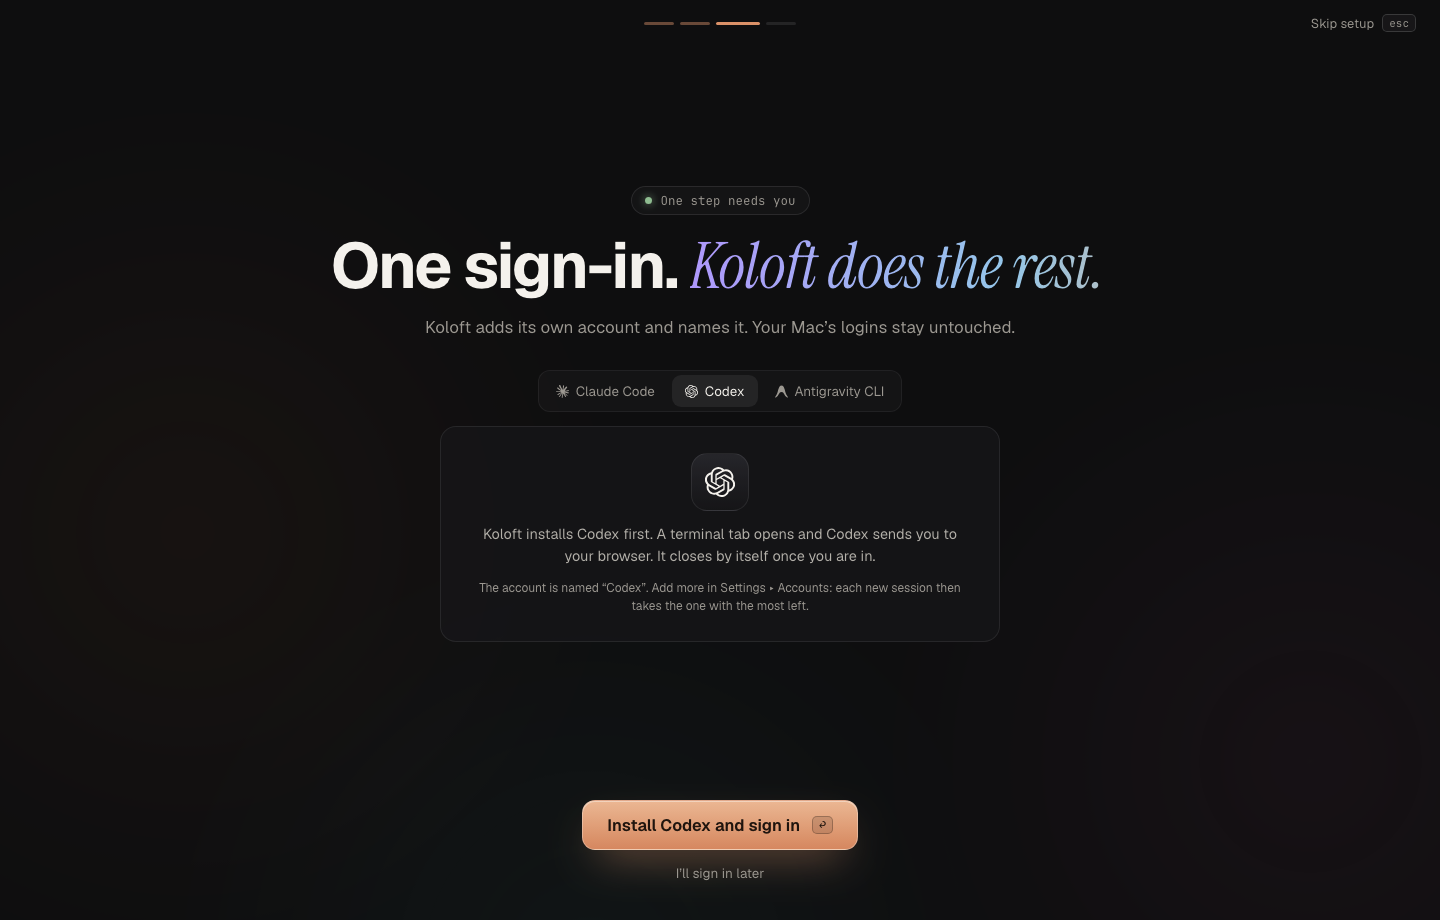 Skip setup esc
One step needs you
One sign-in. Koloft does the rest.
Koloft adds its own account and names it. Your Mac’s logins stay untouched.
Claude Code Codex Antigravity CLI
Koloft installs Codex first. A terminal tab opens and Codex sends you to
your browser. It closes by itself once you are in.
The account is named “Codex”. Add more in Settings ‣ Accounts: each new session then
takes the one with the most left.
Install Codex and sign in
I’ll sign in later